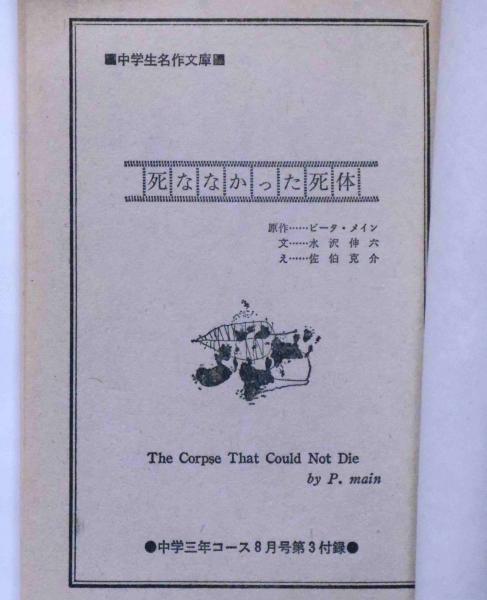 中学生名作文庫
死ななかった死体
原作……ピータ・メイン
文……水沢伸六
え……佐伯克介
The Corpse That Could Not Die
by P. main
●中学三年コース8月号第3付録●